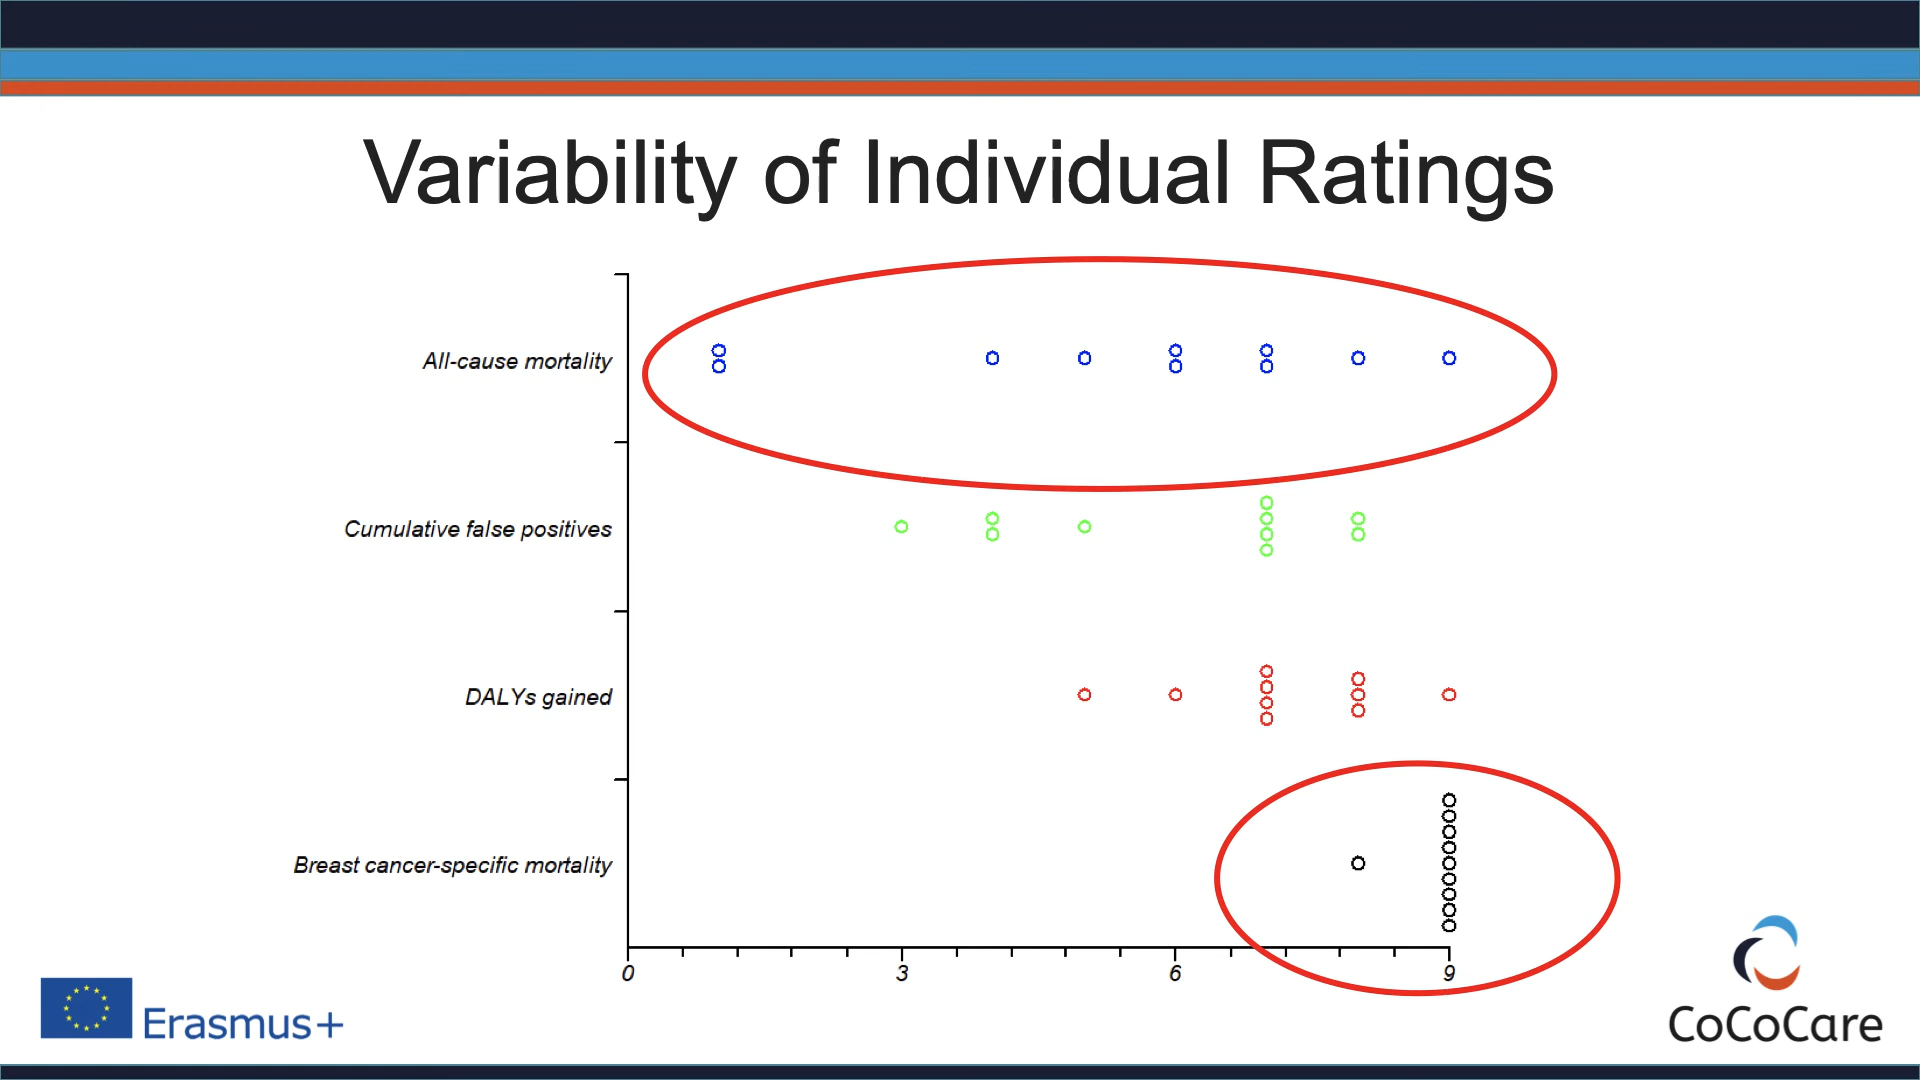 Variability of Individual Ratings
All-cause mortality
Cumulative false positives
DALYs gained
Breast cancer-specific mortality
0 3 6 9
Erasmus+
CoCoCare